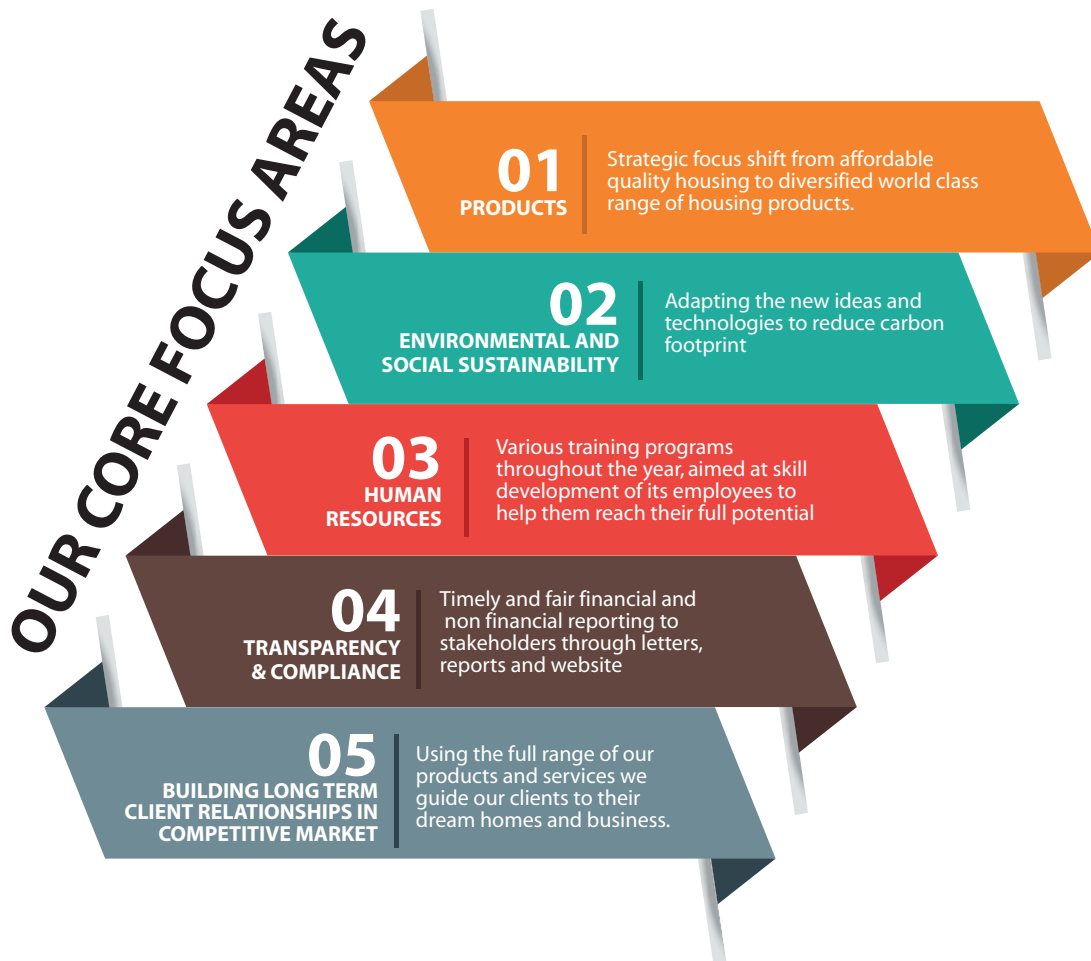 OUR CORE FOCUS AREAS
01
PRODUCTS
Strategic focus shift from affordable
quality housing to diversified world class
range of housing products.
02
ENVIRONMENTAL AND
SOCIAL SUSTAINABILITY
Adapting the new ideas and
technologies to reduce carbon
footprint
03
HUMAN
RESOURCES
Various training programs
throughout the year, aimed at skill
development of its employees to
help them reach their full potential
04
TRANSPARENCY
& COMPLIANCE
Timely and fair financial and
non financial reporting to
stakeholders through letters,
reports and website
05
BUILDING LONG TERM
CLIENT RELATIONSHIPS IN
COMPETITIVE MARKET
Using the full range of our
products and services we
guide our clients to their
dream homes and business.